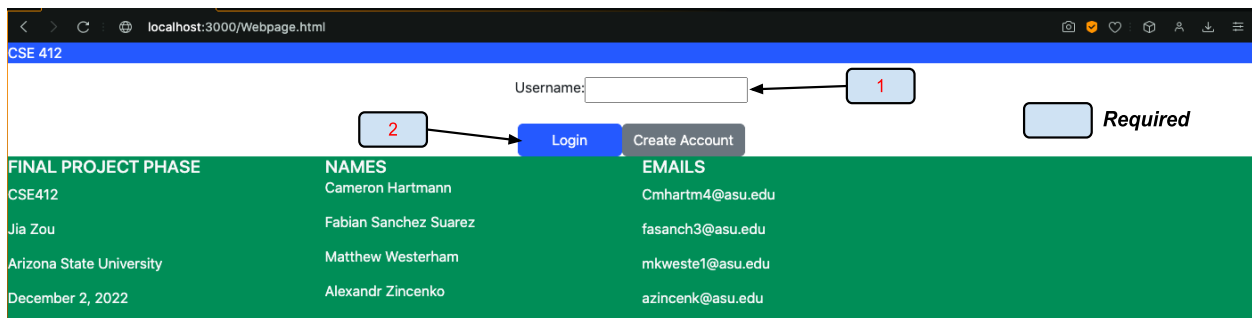 localhost:3000/Webpage.html
CSE 412
Username:
1
2
Login
Create Account
Required
FINAL PROJECT PHASE
CSE412
Jia Zou
Arizona State University
December 2, 2022
NAMES
Cameron Hartmann
Fabian Sanchez Suarez
Matthew Westerham
Alexandr Zincenko
EMAILS
Cmhartm4@asu.edu
fasanch3@asu.edu
mkweste1@asu.edu
azincenk@asu.edu